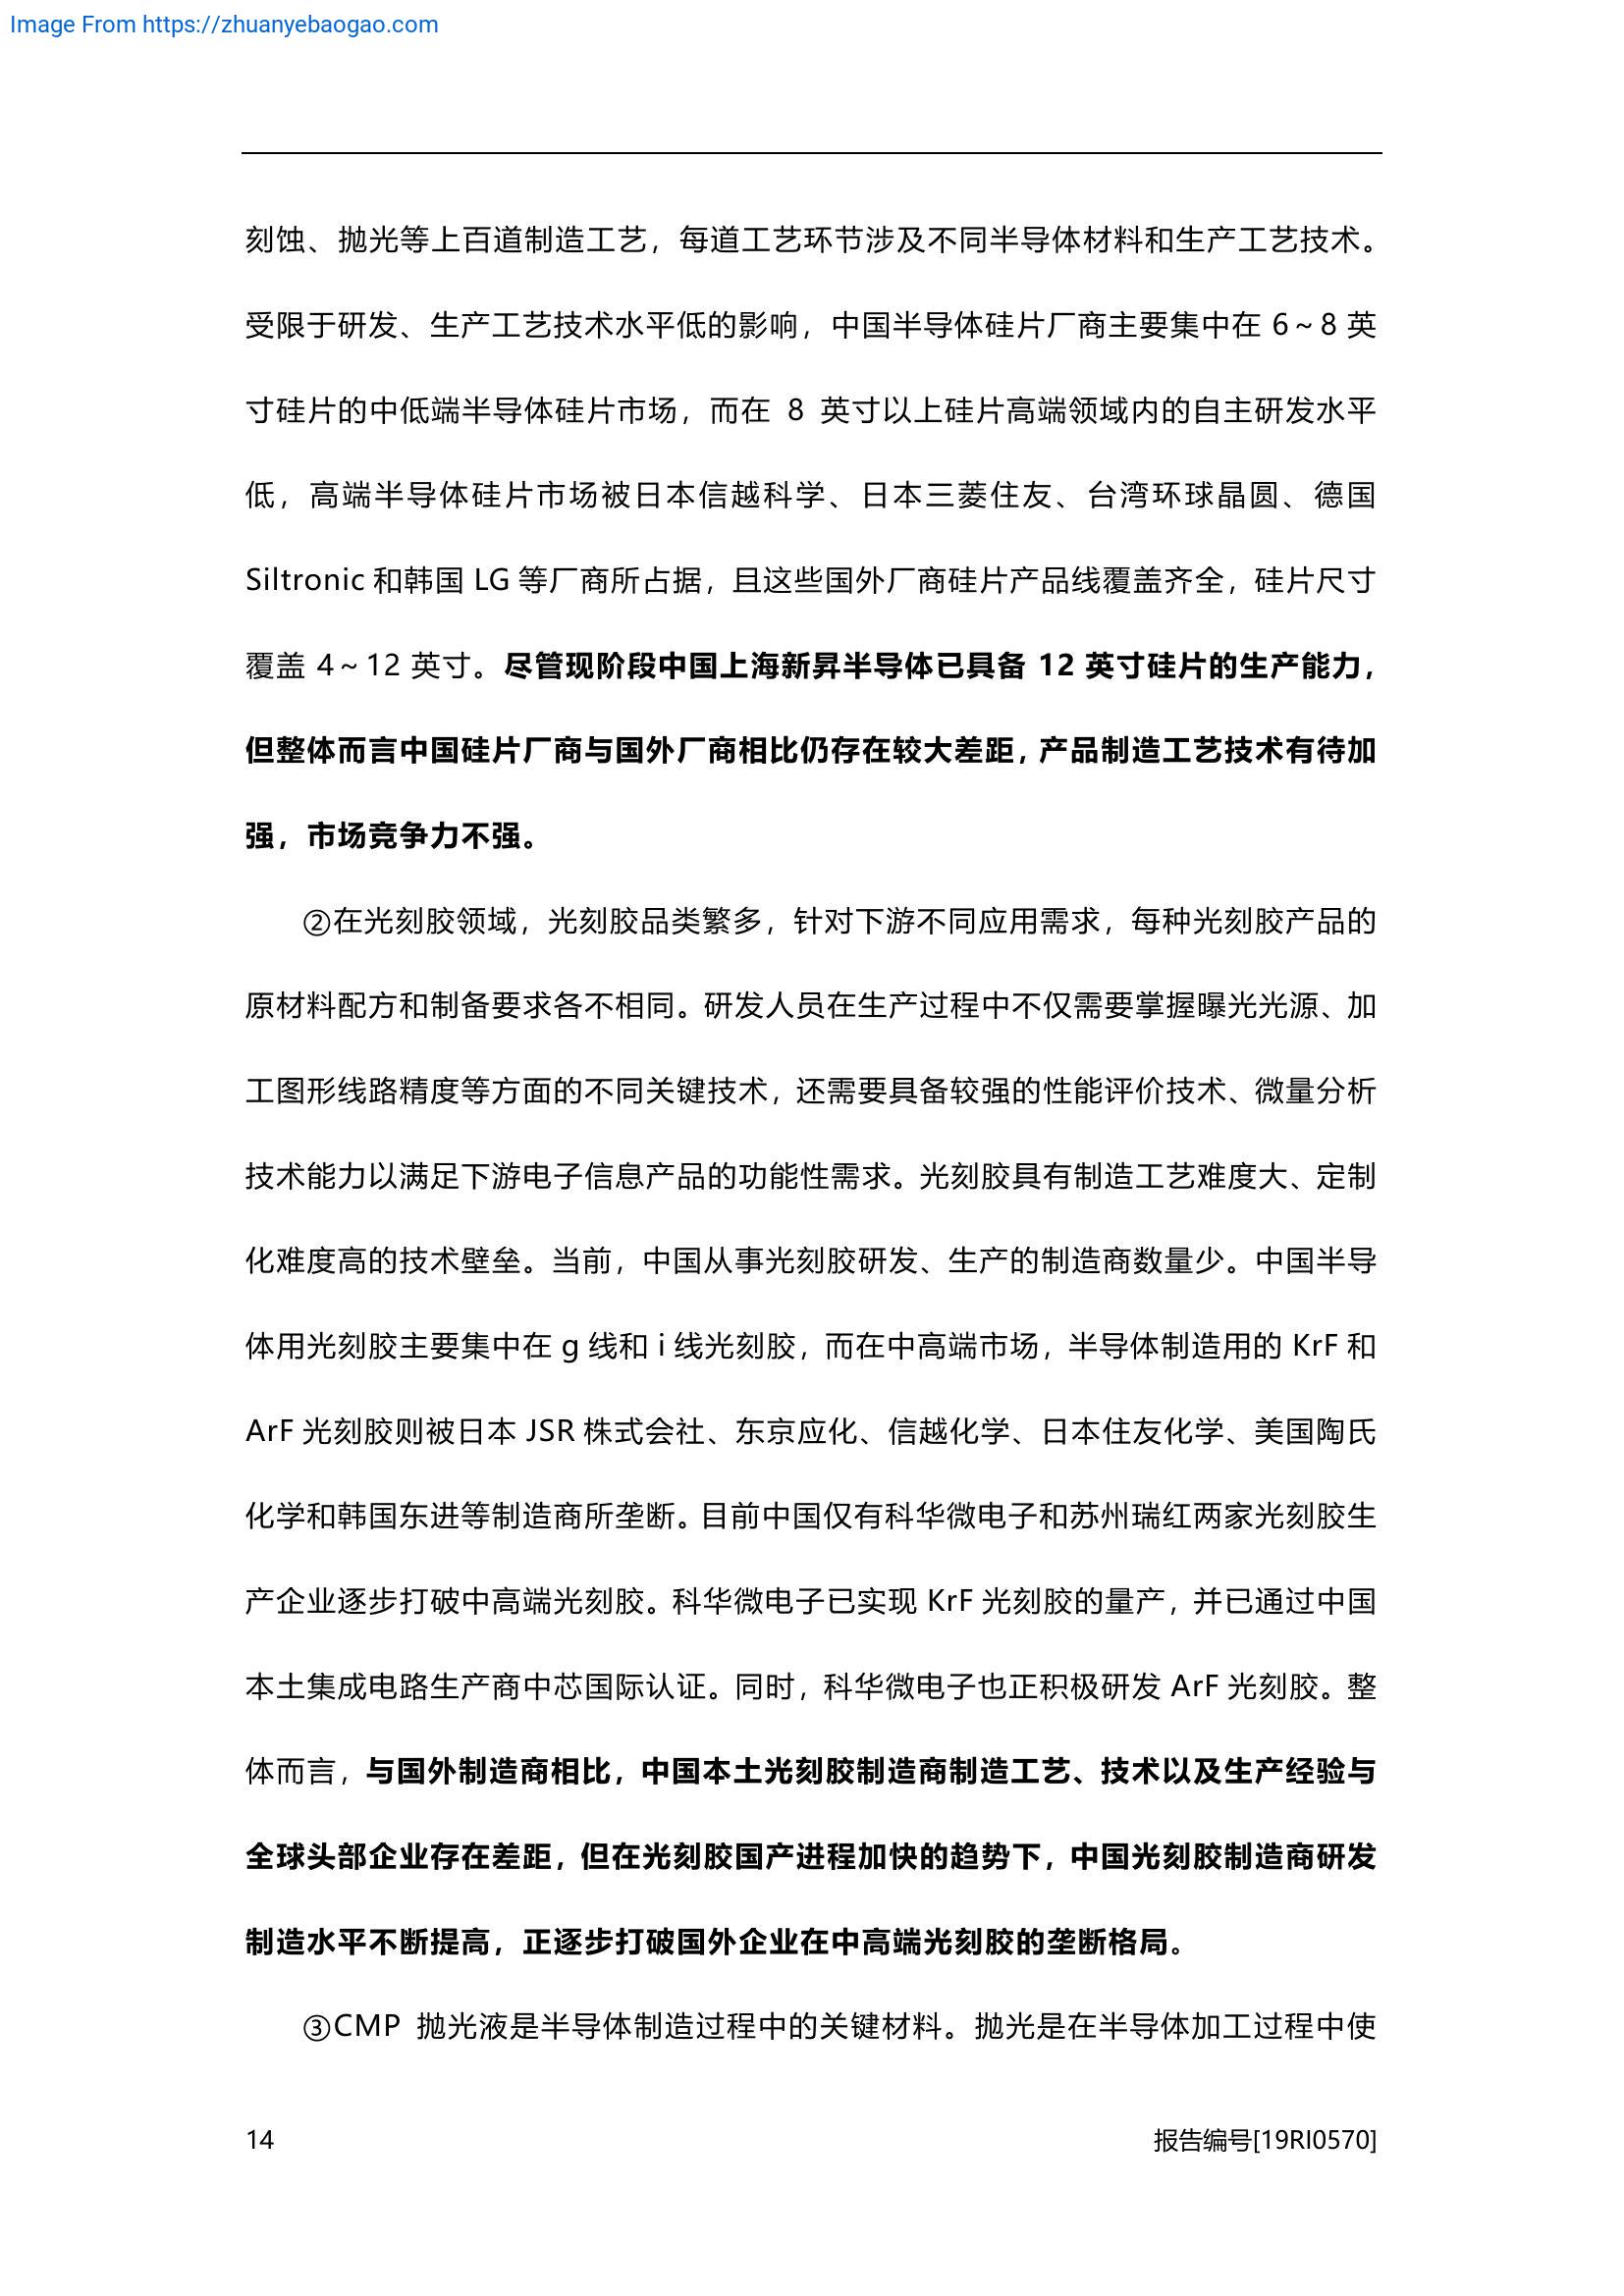 Image From https://zhuanyebaogao.com
刻蚀、抛光等上百道制造工艺，每道工艺环节涉及不同半导体材料和生产工艺技术。
受限于研发、生产工艺技术水平低的影响，中国半导体硅片厂商主要集中在 6～8 英
寸硅片的中低端半导体硅片市场，而在 8 英寸以上硅片高端领域内的自主研发水平
低，高端半导体硅片市场被日本信越科学、日本三菱住友、台湾环球晶圆、德国
Siltronic 和韩国 LG 等厂商所占据，且这些国外厂商硅片产品线覆盖齐全，硅片尺寸
覆盖 4～12 英寸。尽管现阶段中国上海新昇半导体已具备 12 英寸硅片的生产能力，
但整体而言中国硅片厂商与国外厂商相比仍存在较大差距，产品制造工艺技术有待加
强，市场竞争力不强。
②在光刻胶领域，光刻胶品类繁多，针对下游不同应用需求，每种光刻胶产品的
原材料配方和制备要求各不相同。研发人员在生产过程中不仅需要掌握曝光光源、加
工图形线路精度等方面的不同关键技术，还需要具备较强的性能评价技术、微量分析
技术能力以满足下游电子信息产品的功能性需求。光刻胶具有制造工艺难度大、定制
化难度高的技术壁垒。当前，中国从事光刻胶研发、生产的制造商数量少。中国半导
体用光刻胶主要集中在 g 线和 i 线光刻胶，而在中高端市场，半导体制造用的 KrF 和
ArF 光刻胶则被日本 JSR 株式会社、东京应化、信越化学、日本住友化学、美国陶氏
化学和韩国东进等制造商所垄断。目前中国仅有科华微电子和苏州瑞红两家光刻胶生
产企业逐步打破中高端光刻胶。科华微电子已实现 KrF 光刻胶的量产，并已通过中国
本土集成电路生产商中芯国际认证。同时，科华微电子也正积极研发 ArF 光刻胶。整
体而言，与国外制造商相比，中国本土光刻胶制造商制造工艺、技术以及生产经验与
全球头部企业存在差距，但在光刻胶国产进程加快的趋势下，中国光刻胶制造商研发
制造水平不断提高，正逐步打破国外企业在中高端光刻胶的垄断格局。
③CMP 抛光液是半导体制造过程中的关键材料。抛光是在半导体加工过程中使
14
报告编号[19RI0570]